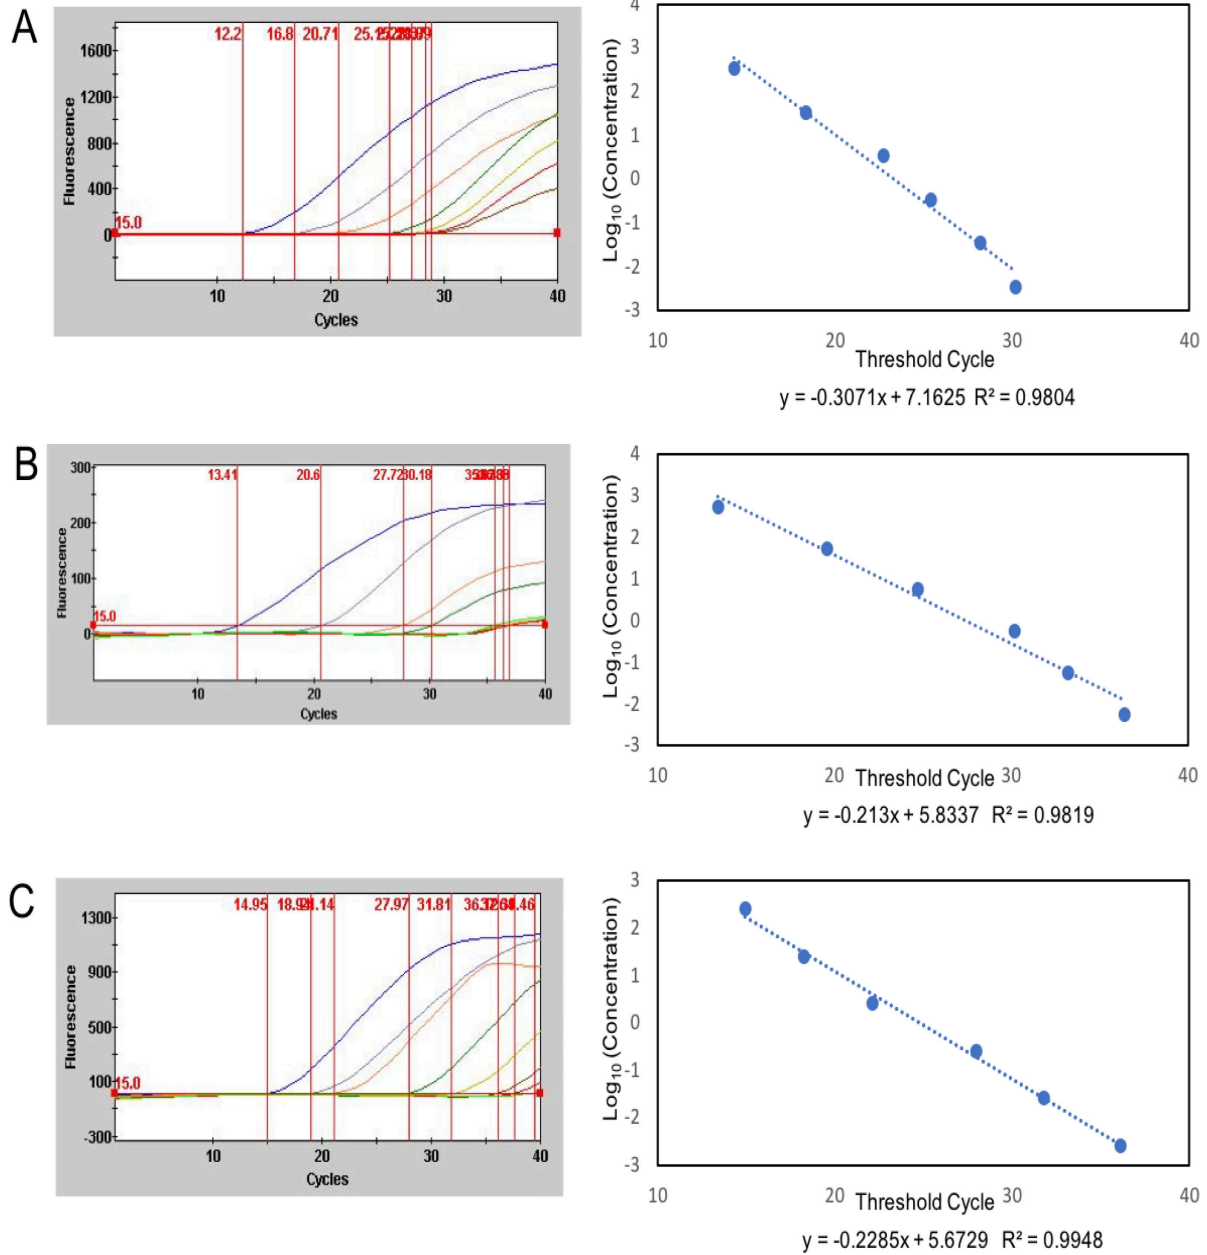 A
12.2 16.8 20.71
1600
1200
800
400
0
15.0
Fluorescence
10 20 30 40
Cycles
4
3
2
1
0
-1
-2
-3
Log10 (Concentration)
10 20 30 40
Threshold Cycle
y = -0.3071x + 7.1625 R² = 0.9804
B
13.41 20.6 27.72 30.18
300
200
100
0
15.0
Fluorescence
10 20 30 40
Cycles
4
3
2
1
0
-1
-2
-3
Log10 (Concentration)
10 20 Threshold Cycle 30 40
y = -0.213x + 5.8337 R² = 0.9819
C
14.95 21.14 27.97 31.81
1300
900
500
100
-300
15.0
Fluorescence
10 20 30 40
Cycles
3
2
1
0
-1
-2
-3
Log10 (Concentration)
10 20 Threshold Cycle 30 40
y = -0.2285x + 5.6729 R² = 0.9948